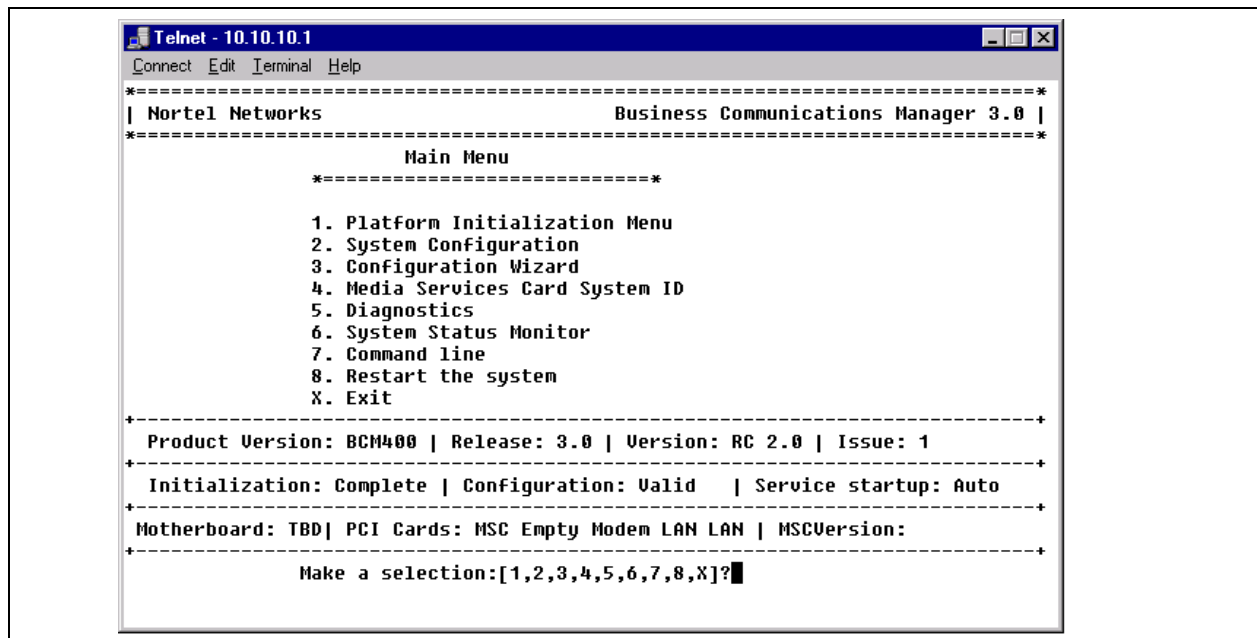 Telnet - 10.10.10.1
Connect Edit Terminal Help
*=============================================================================*
| Nortel Networks Business Communications Manager 3.0 |
*=============================================================================*
Main Menu
*============================*
1. Platform Initialization Menu
2. System Configuration
3. Configuration Wizard
4. Media Services Card System ID
5. Diagnostics
6. System Status Monitor
7. Command line
8. Restart the system
X. Exit
+-----------------------------------------------------------------------------+
Product Version: BCM400 | Release: 3.0 | Version: RC 2.0 | Issue: 1
+-----------------------------------------------------------------------------+
Initialization: Complete | Configuration: Valid | Service startup: Auto
+-----------------------------------------------------------------------------+
Motherboard: TBD| PCI Cards: MSC Empty Modem LAN LAN | MSCVersion:
+-----------------------------------------------------------------------------+
Make a selection:[1,2,3,4,5,6,7,8,X]?